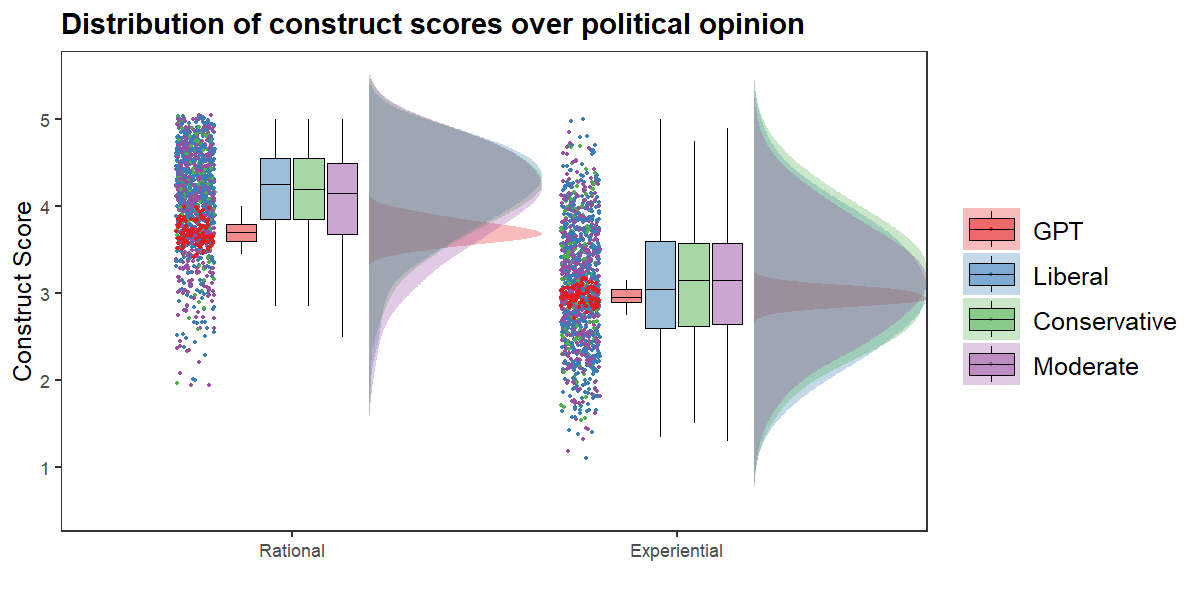 Distribution of construct scores over political opinion
Construct Score
5
4
3
2
1
Rational
Experiential
GPT
Liberal
Conservative
Moderate